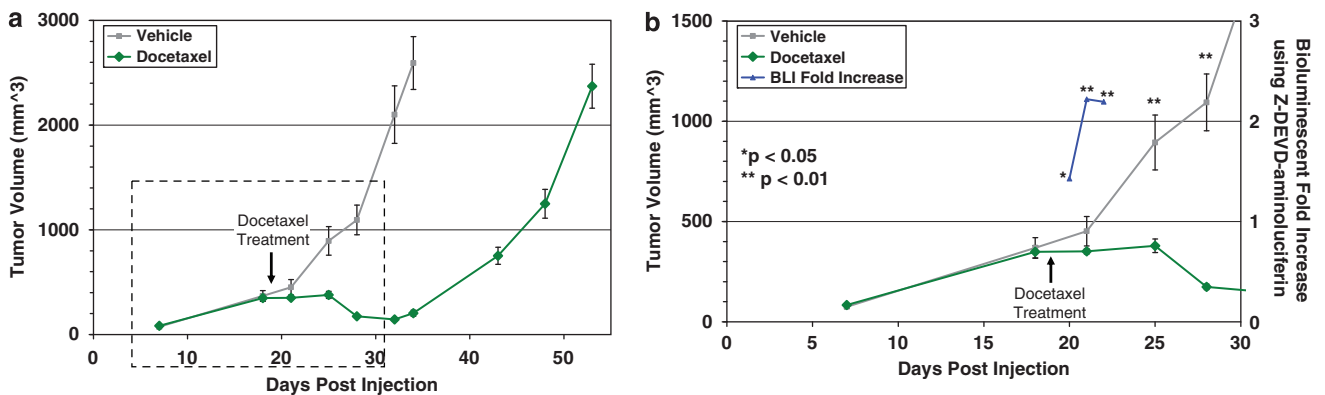 a
Vehicle
Docetaxel
Tumor Volume (mm^3)
3000
2000
1000
0
Docetaxel
Treatment
0 10 20 30 40 50
Days Post Injection
b
Vehicle
Docetaxel
BLI Fold Increase
Tumor Volume (mm^3)
1500
1000
500
0
*p < 0.05
** p < 0.01
*
**
**
**
**
Docetaxel
Treatment
0 5 10 15 20 25 30
Days Post Injection
3
2
1
0
Bioluminescent Fold Increase
using Z-DEVD-aminoluciferin